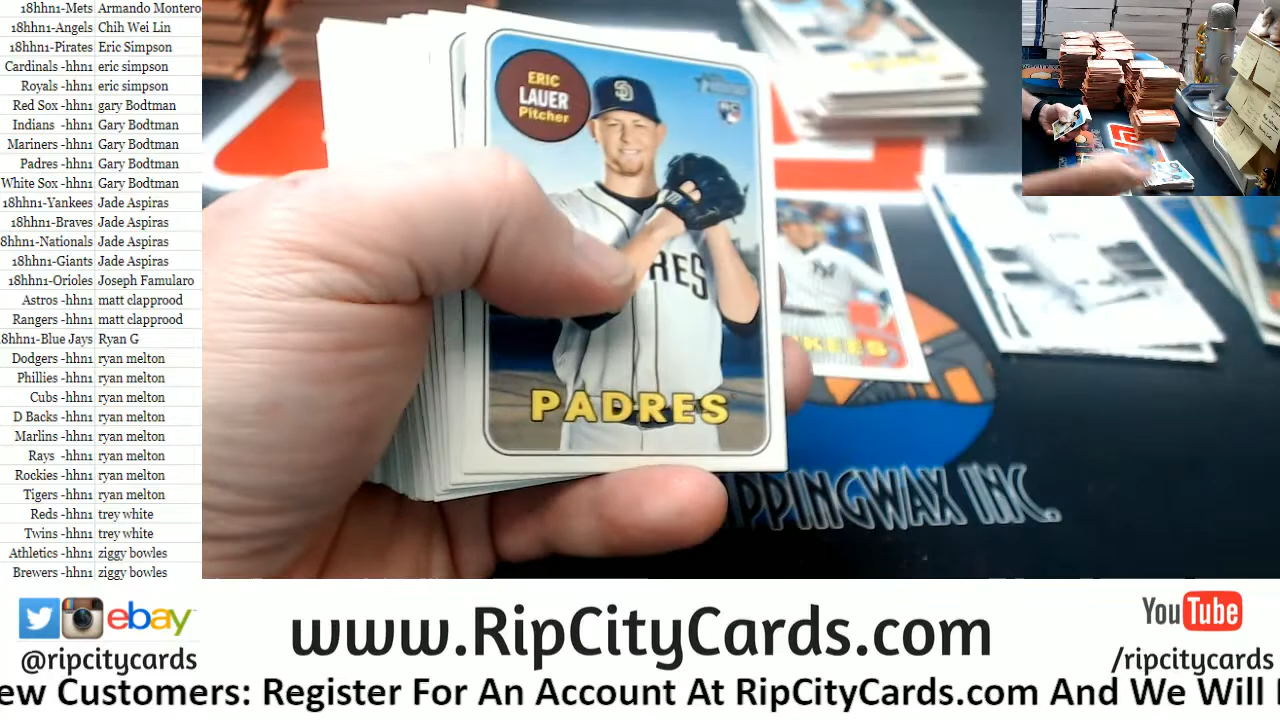 18hhn1-Mets Armando Montero
18hhn1-Angels Chih Wei Lin
18hhn1-Pirates Eric Simpson
Cardinals -hhn1 eric simpson
Royals -hhn1 eric simpson
Red Sox -hhn1 gary Bodtman
Indians -hhn1 Gary Bodtman
Mariners -hhn1 Gary Bodtman
Padres -hhn1 Gary Bodtman
White Sox -hhn1 Gary Bodtman
18hhn1-Yankees Jade Aspiras
18hhn1-Braves Jade Aspiras
8hhn1-Nationals Jade Aspiras
18hhn1-Giants Jade Aspiras
18hhn1-Orioles Joseph Famularo
Astros -hhn1 matt clapprood
Rangers -hhn1 matt clapprood
8hhn1-Blue Jays Ryan G
Dodgers -hhn1 ryan melton
Phillies -hhn1 ryan melton
Cubs -hhn1 ryan melton
D Backs -hhn1 ryan melton
Marlins -hhn1 ryan melton
Rays -hhn1 ryan melton
Rockies -hhn1 ryan melton
Tigers -hhn1 ryan melton
Reds -hhn1 trey white
Twins -hhn1 trey white
Athletics -hhn1 ziggy bowles
Brewers -hhn1 ziggy bowles
ERIC
LAUER
Pitcher
Heritage
RC
DRES
PADRES
KEES
PPINGWAX INC.
ebay
@ripcitycards
www.RipCityCards.com
YouTube
/ripcitycards
ew Customers: Register For An Account At RipCityCards.com And We Will